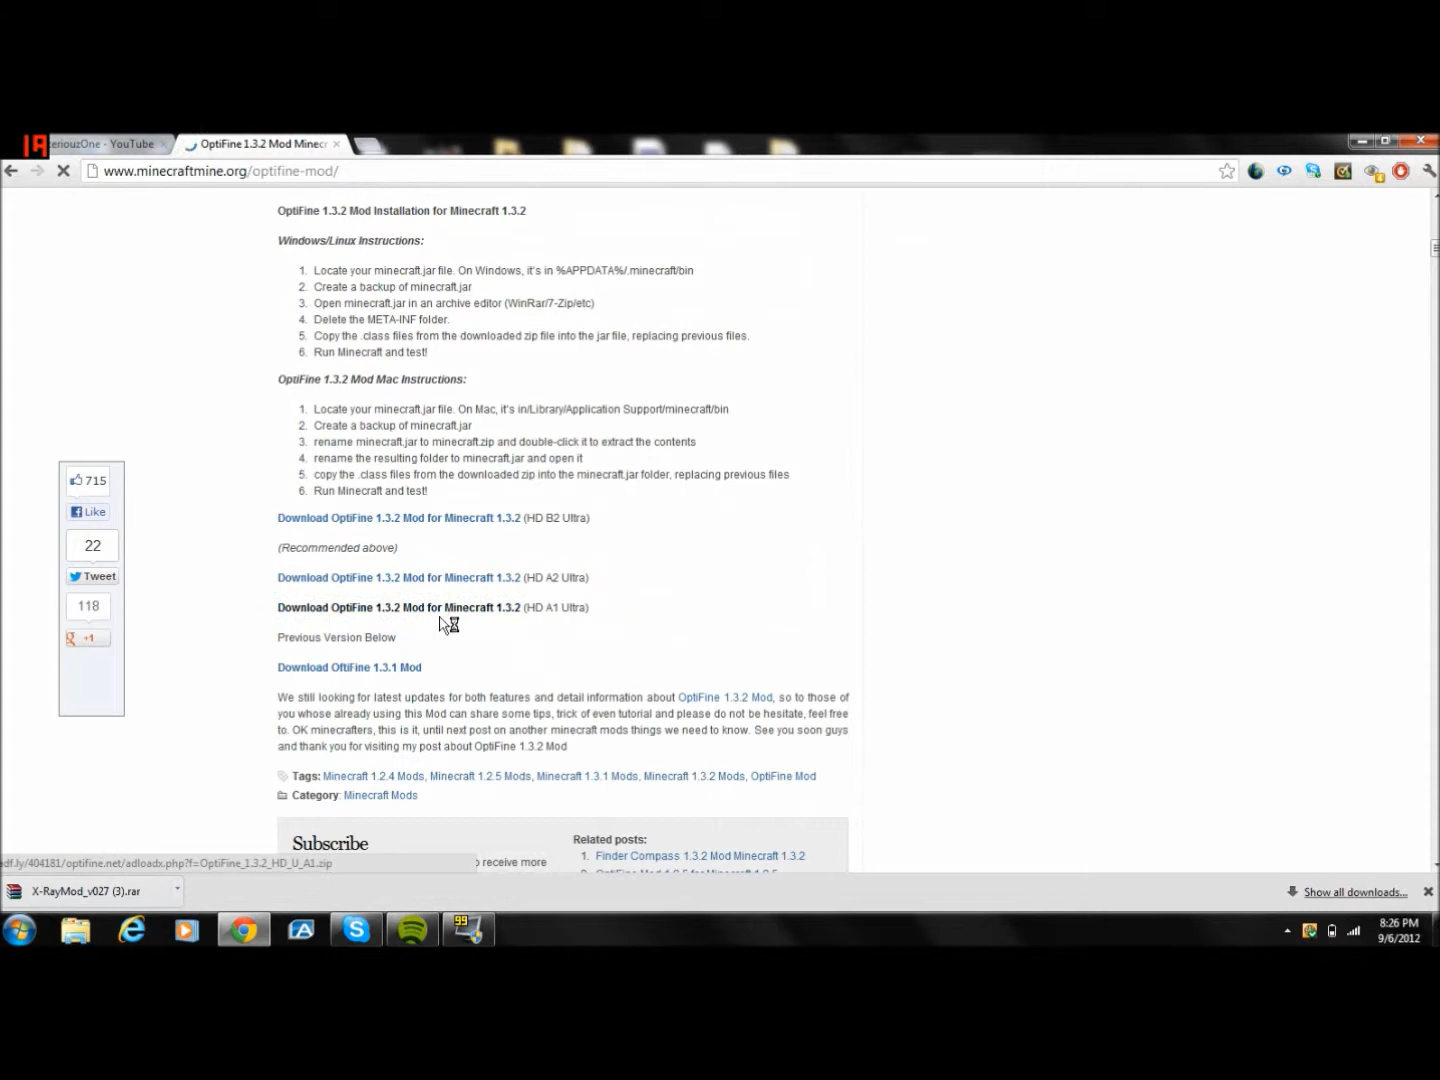 eriouzOne - YouTube
OptiFine 1.3.2 Mod Minecr
www.minecraftmine.org/optifine-mod/
OptiFine 1.3.2 Mod Installation for Minecraft 1.3.2
Windows/Linux Instructions:
1. Locate your minecraft.jar file. On Windows, it's in %APPDATA%/.minecraft/bin
2. Create a backup of minecraft.jar
3. Open minecraft.jar in an archive editor (WinRar/7-Zip/etc)
4. Delete the META-INF folder.
5. Copy the .class files from the downloaded zip file into the jar file, replacing previous files.
6. Run Minecraft and test!
OptiFine 1.3.2 Mod Mac Instructions:
1. Locate your minecraft.jar file. On Mac, it's in/Library/Application Support/minecraft/bin
2. Create a backup of minecraft.jar
3. rename minecraft.jar to minecraft.zip and double-click it to extract the contents
4. rename the resulting folder to minecraft.jar and open it
5. copy the .class files from the downloaded zip into the minecraft.jar folder, replacing previous files
6. Run Minecraft and test!
715
Like
22
Tweet
118
+1
Download OptiFine 1.3.2 Mod for Minecraft 1.3.2 (HD B2 Ultra)
(Recommended above)
Download OptiFine 1.3.2 Mod for Minecraft 1.3.2 (HD A2 Ultra)
Download OptiFine 1.3.2 Mod for Minecraft 1.3.2 (HD A1 Ultra)
Previous Version Below
Download OftiFine 1.3.1 Mod
We still looking for latest updates for both features and detail information about OptiFine 1.3.2 Mod, so to those of
you whose already using this Mod can share some tips, trick of even tutorial and please do not be hesitate, feel free
to. OK minecrafters, this is it, until next post on another minecraft mods things we need to know. See you soon guys
and thank you for visiting my post about OptiFine 1.3.2 Mod
Tags: Minecraft 1.2.4 Mods, Minecraft 1.2.5 Mods, Minecraft 1.3.1 Mods, Minecraft 1.3.2 Mods, OptiFine Mod
Category: Minecraft Mods
Subscribe
Related posts:
1. Finder Compass 1.3.2 Mod Minecraft 1.3.2
o receive more
df.ly/404181/optifine.net/adloadx.php?f=OptiFine_1.3.2_HD_U_A1.zip
X-RayMod_v027 (3).rar
Show all downloads...
99
8:26 PM
9/6/2012